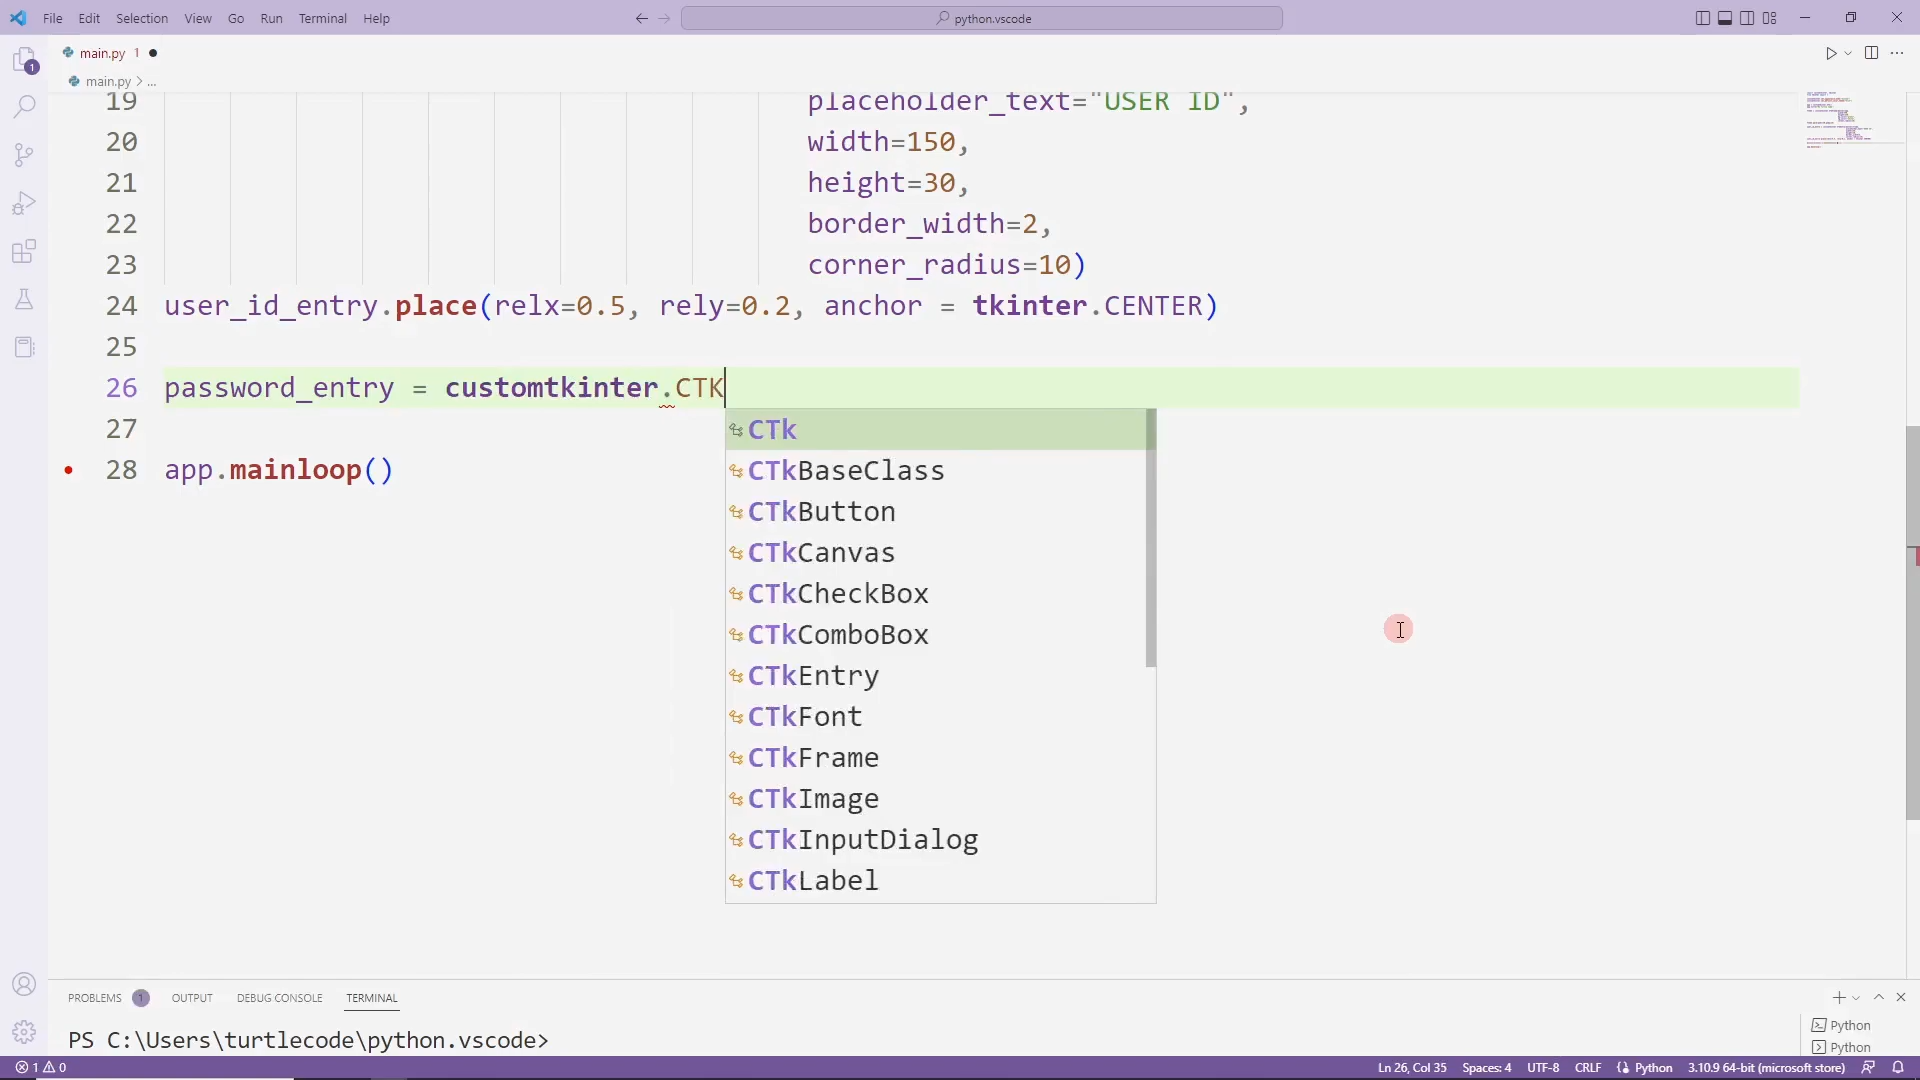 File Edit Selection View Go Run Terminal Help
python.vscode
main.py 1
main.py > ...
1
19 placeholder_text="USER ID",
20 width=150,
21 height=30,
22 border_width=2,
23 corner_radius=10)
24 user_id_entry.place(relx=0.5, rely=0.2, anchor = tkinter.CENTER)
25
26 password_entry = customtkinter.CTK
27
28 app.mainloop()
CTk
CTkBaseClass
CTkButton
CTkCanvas
CTkCheckBox
CTkComboBox
CTkEntry
CTkFont
CTkFrame
CTkImage
CTkInputDialog
CTkLabel
PROBLEMS 1 OUTPUT DEBUG CONSOLE TERMINAL
PS C:\Users\turtlecode\python.vscode>
Python
Python
1 0
Ln 26, Col 35 Spaces: 4 UTF-8 CRLF Python 3.10.9 64-bit (microsoft store)